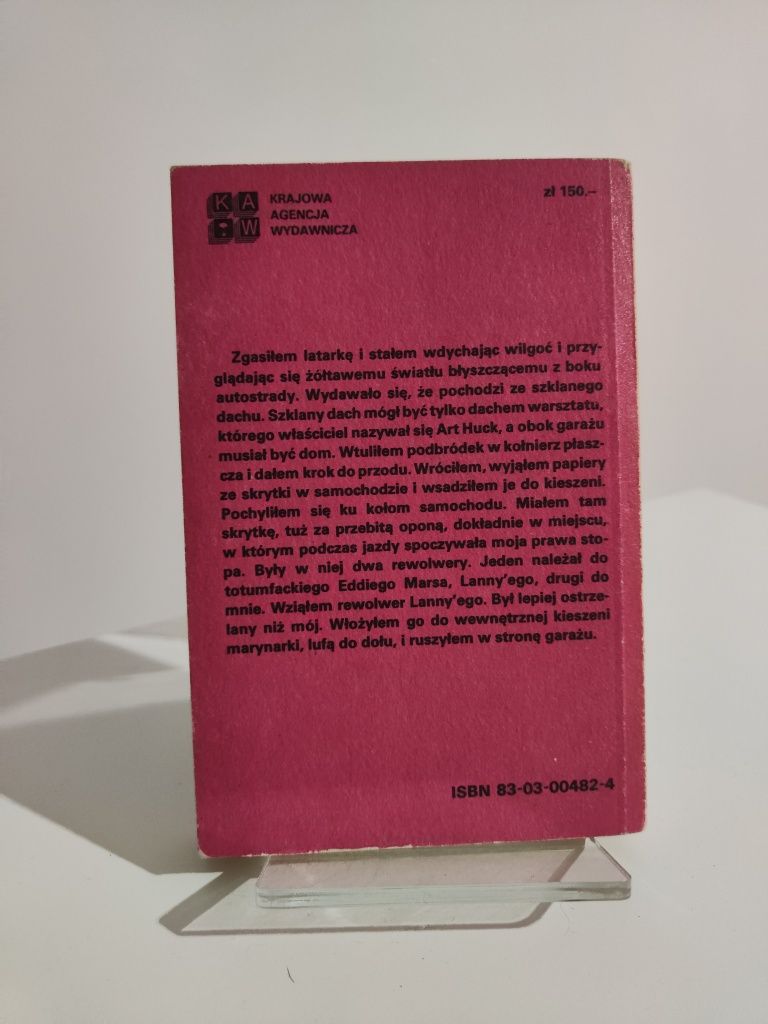 K A
W
KRAJOWA
AGENCJA
WYDAWNICZA
zł 150.–
Zgasiłem latarkę i stałem wdychając wilgoć i przy-
glądając się żółtawemu światłu błyszczącemu z boku
autostrady. Wydawało się, że pochodzi ze szklanego
dachu. Szklany dach mógł być tylko dachem warsztatu,
którego właściciel nazywał się Art Huck, a obok garażu
musiał być dom. Wtuliłem podbródek w kołnierz płasz-
cza i dałem krok do przodu. Wróciłem, wyjąłem papiery
ze skrytki w samochodzie i wsadziłem je do kieszeni.
Pochyliłem się ku kołom samochodu. Miałem tam
skrytkę, tuż za przebitą oponą, dokładnie w miejscu,
w którym podczas jazdy spoczywała moja prawa sto-
pa. Były w niej dwa rewolwery. Jeden należał do
totumfackiego Eddiego Marsa, Lanny'ego, drugi do
mnie. Wziąłem rewolwer Lanny'ego. Był lepiej ostrze-
lany niż mój. Włożyłem go do wewnętrznej kieszeni
marynarki, lufą do dołu, i ruszyłem w stronę garażu.
ISBN 83-03-00482-4